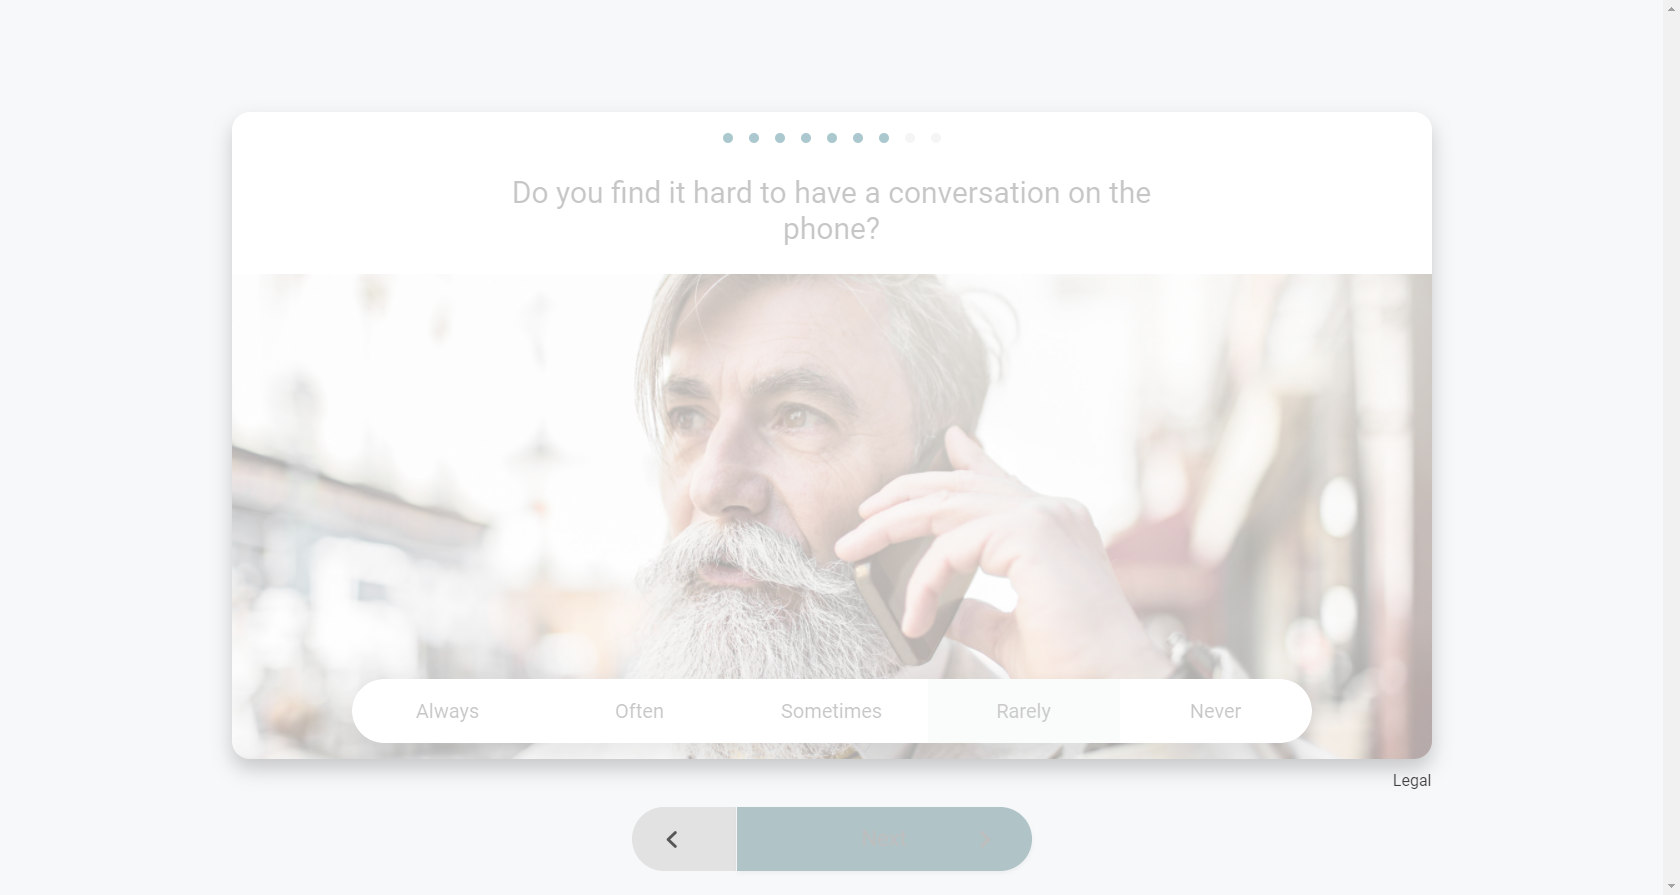 Do you find it hard to have a conversation on the
phone?
Always Often Sometimes Rarely Never
Legal
Next